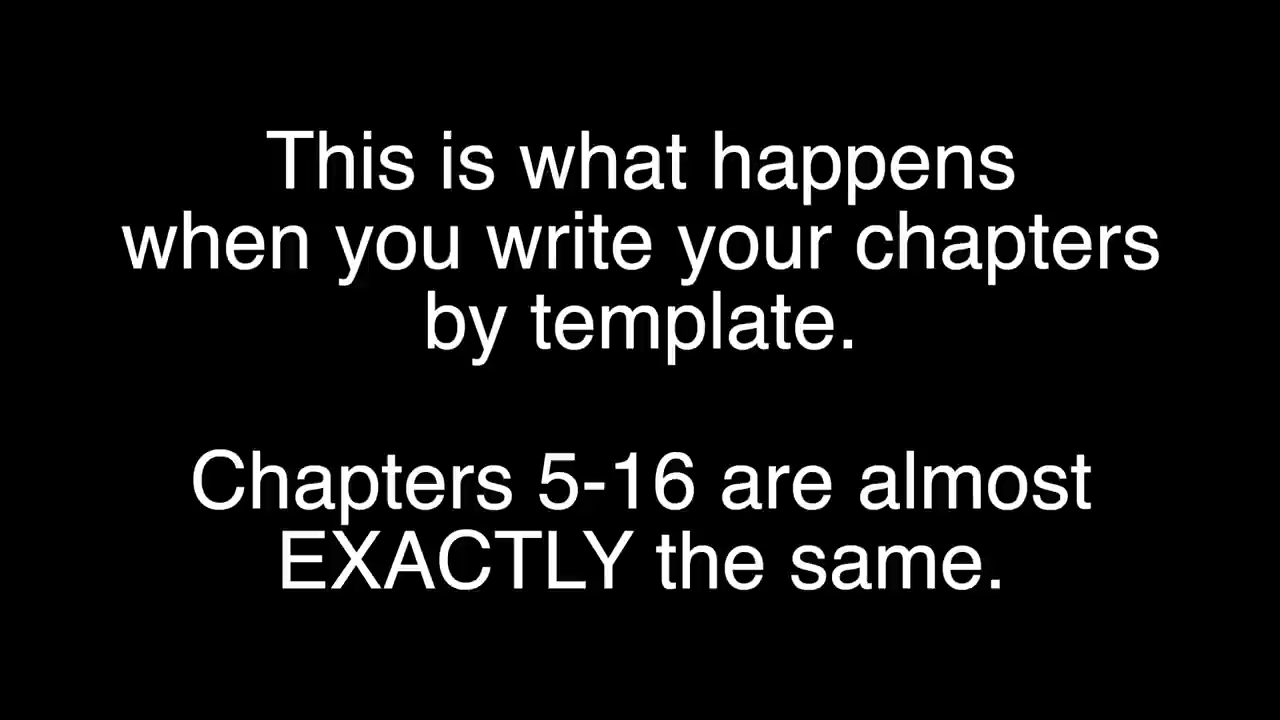 This is what happens
when you write your chapters
by template.
Chapters 5-16 are almost
EXACTLY the same.